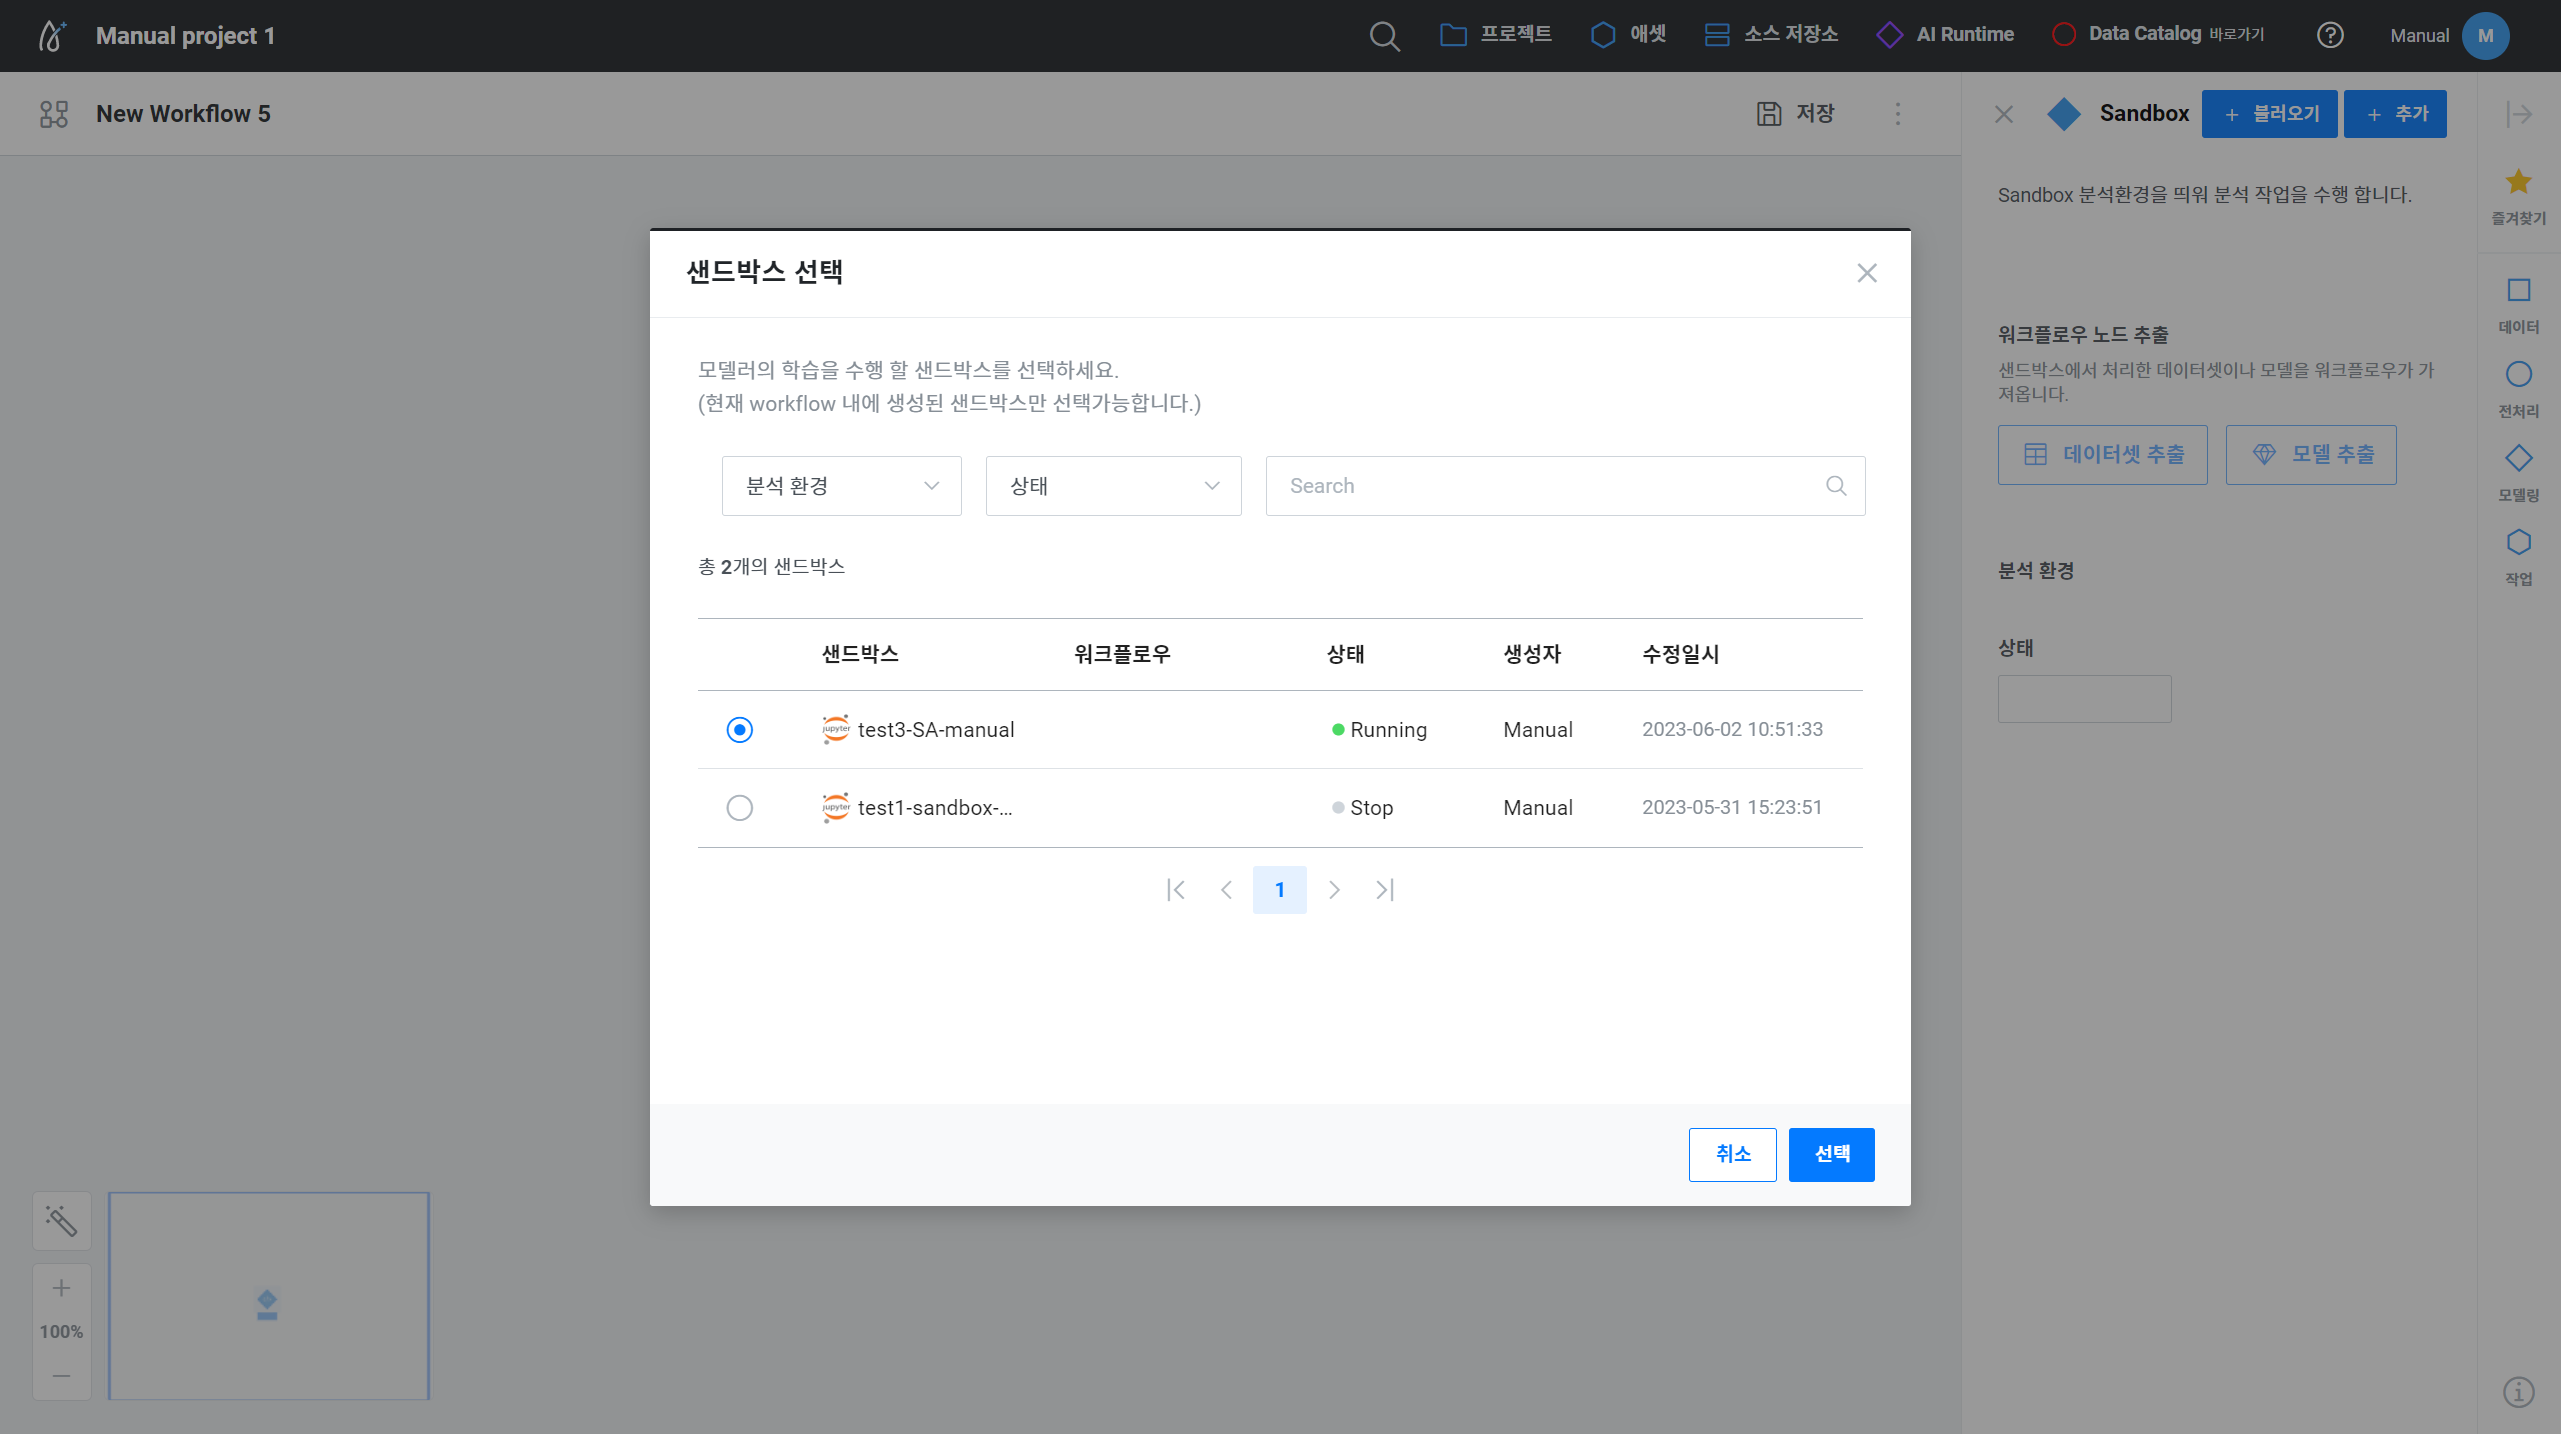 Manual project 1
프로젝트
애셋
소스 저장소
AI Runtime
Data Catalog 바로가기
Manual
M
New Workflow 5
저장
Sandbox
+ 불러오기
+ 추가
Sandbox 분석환경을 띄워 분석 작업을 수행 합니다.
즐겨찾기
워크플로우 노드 추출
샌드박스에서 처리한 데이터셋이나 모델을 워크플로우가 가
져옵니다.
데이터셋 추출
모델 추출
분석 환경
상태
데이터
전처리
모델링
작업
샌드박스 선택
모델러의 학습을 수행 할 샌드박스를 선택하세요.
(현재 workflow 내에 생성된 샌드박스만 선택가능합니다.)
분석 환경
상태
Search
총 2개의 샌드박스
샌드박스 워크플로우 상태 생성자 수정일시
jupyter test3-SA-manual Running Manual 2023-06-02 10:51:33
jupyter test1-sandbox-... Stop Manual 2023-05-31 15:23:51
1
취소
선택
100%